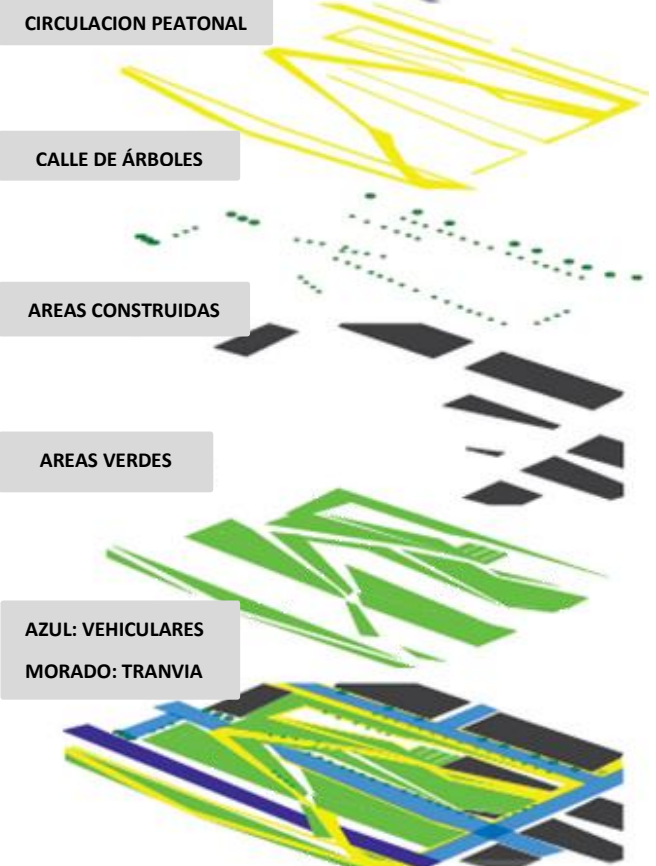 CIRCULACION PEATONAL
CALLE DE ÁRBOLES
AREAS CONSTRUIDAS
AREAS VERDES
AZUL: VEHICULARES
MORADO: TRANVIA